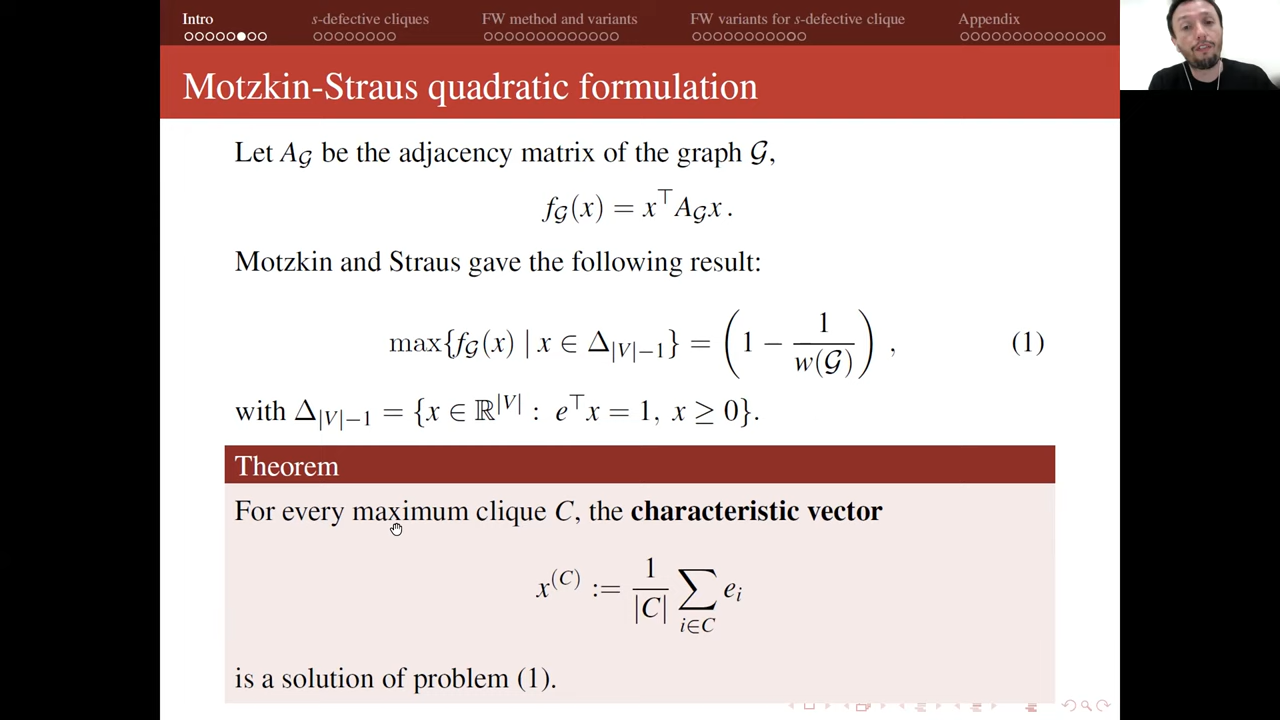 Intro
s-defective cliques
FW method and variants
FW variants for s-defective clique
Appendix
Motzkin-Straus quadratic formulation
Let A_𝒢 be the adjacency matrix of the graph 𝒢,
f_𝒢(x) = x^⊤ A_𝒢 x .
Motzkin and Straus gave the following result:
max{f_𝒢(x) | x ∈ Δ_{|V|−1}} = (1 − 1/w(𝒢)) , (1)
with Δ_{|V|−1} = {x ∈ ℝ^{|V|} : e^⊤ x = 1, x ≥ 0}.
Theorem
For every maximum clique C, the characteristic vector
x^{(C)} := 1/|C| ∑_{i∈C} e_i
is a solution of problem (1).